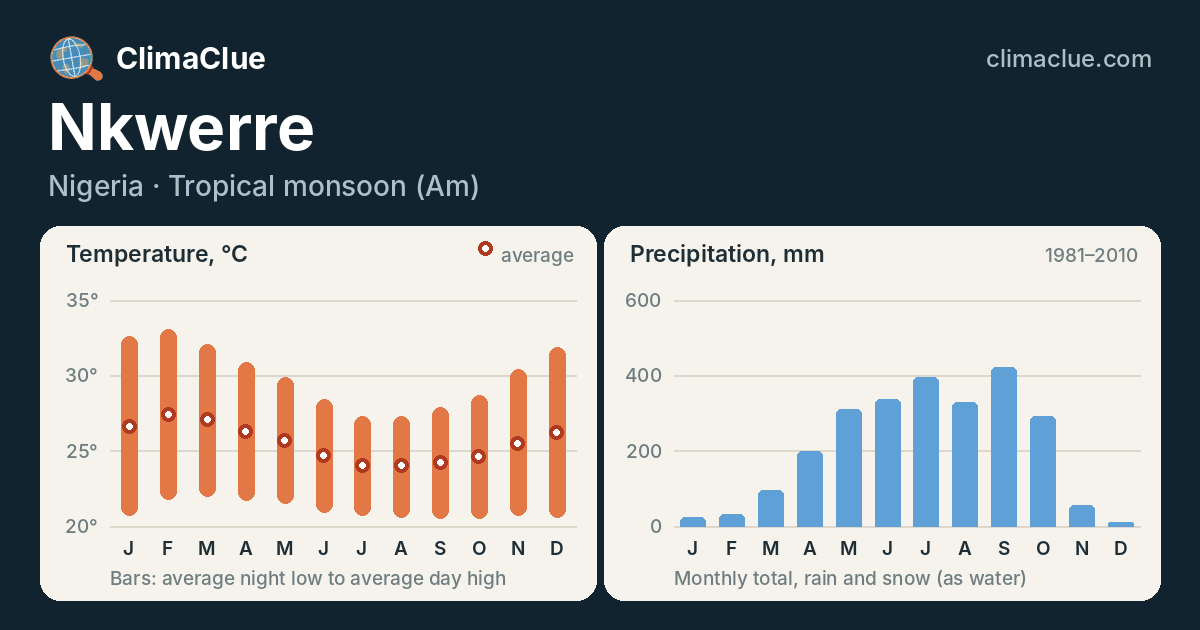 ClimaClue
climaclue.com
Nkwerre
Nigeria · Tropical monsoon (Am)
Temperature, °C
average
35°
30°
25°
20°
J F M A M J J A S O N D
Bars: average night low to average day high
Precipitation, mm
1981–2010
600
400
200
0
J F M A M J J A S O N D
Monthly total, rain and snow (as water)